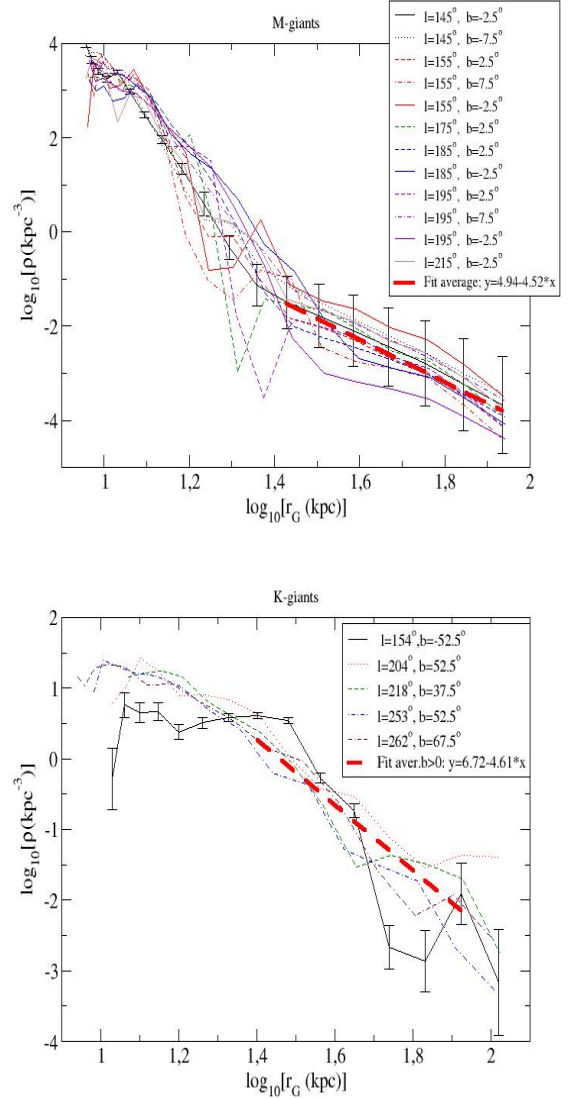 M-giants
l=145°, b=-2.5°
l=145°, b=-7.5°
l=155°, b=2.5°
l=155°, b=7.5°
l=155°, b=-2.5°
l=175°, b=2.5°
l=185°, b=2.5°
l=185°, b=-2.5°
l=195°, b=2.5°
l=195°, b=7.5°
l=195°, b=-2.5°
l=215°, b=-2.5°
Fit average; y=4.94-4.52*x
log₁₀[ρ(kpc⁻³)]
4
2
0
-2
-4
1 1,2 1,4 1,6 1,8 2
log₁₀[r_G (kpc)]
K-giants
l=154°,b=-52.5°
l=204°, b=52.5°
l=218°, b=37.5°
l=253°, b=52.5°
l=262°, b=67.5°
Fit aver.b>0: y=6.72-4.61*x
log₁₀[ρ(kpc⁻³)]
2
1
0
-1
-2
-3
-4
1 1,2 1,4 1,6 1,8 2
log₁₀[r_G (kpc)]